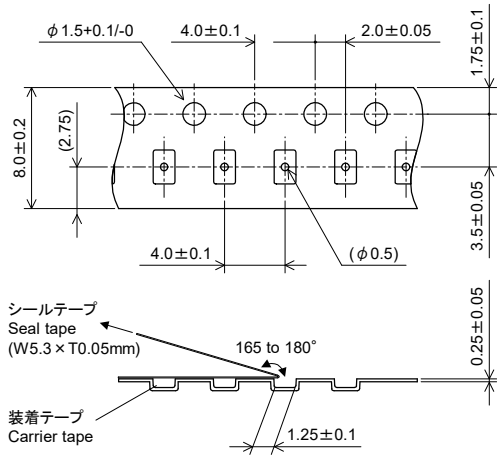 φ1.5+0.1/-0
4.0±0.1
2.0±0.05
1.75±0.1
8.0±0.2
(2.75)
3.5±0.05
4.0±0.1
(φ0.5)
シールテープ
Seal tape
(W5.3×T0.05mm)
165 to 180°
0.25±0.05
装着テープ
Carrier tape
1.25±0.1